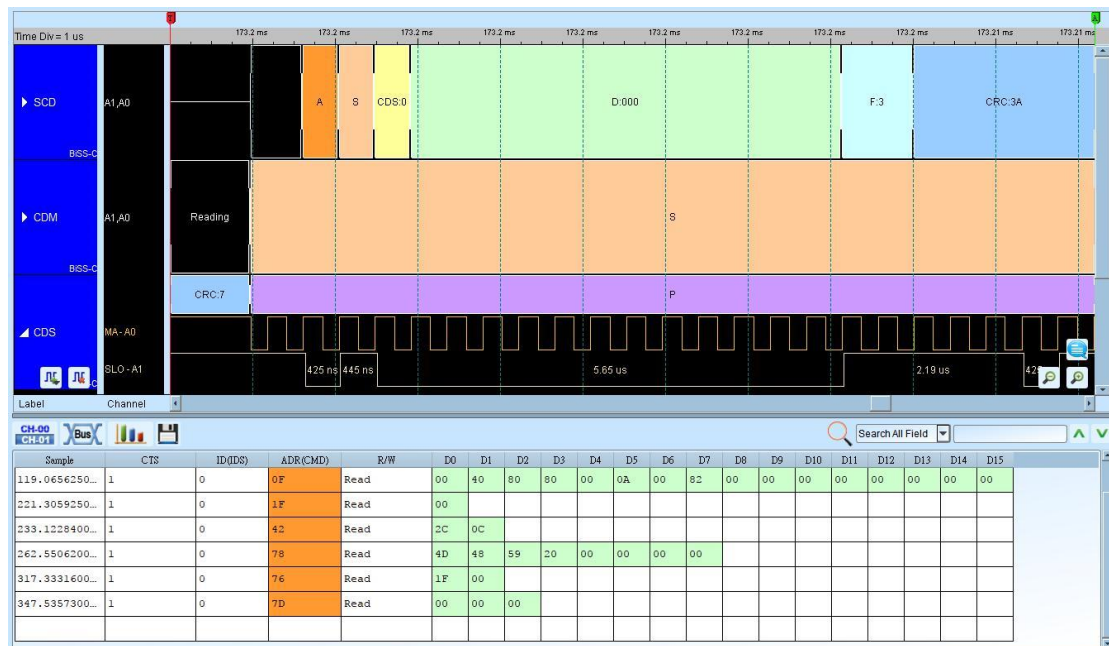 T A
Time Div = 1 us 173.2 ms 173.2 ms 173.2 ms 173.2 ms 173.2 ms 173.2 ms 173.2 ms 173.2 ms 173.2 ms 173.21 ms 173.21 ms
SCD A1,A0 A S CDS:0 D:000 F:3 CRC:3A
BiSS-C
CDM A1,A0 Reading S
BiSS-C
CRC:7 P
CDS MA - A0
SLO - A1 425 ns 445 ns 5.65 us 2.19 us
Label Channel
CH-00 CH-01 Bus Search All Field
Sample CTS ID(IDS) ADR(CMD) R/W D0 D1 D2 D3 D4 D5 D6 D7 D8 D9 D10 D11 D12 D13 D14 D15
119.0656250... 1 0 0F Read 00 40 80 80 00 0A 00 82 00 00 00 00 00 00 00 00
221.3059250... 1 0 1F Read 00
233.1228400... 1 0 42 Read 2C 0C
262.5506200... 1 0 78 Read 4D 48 59 20 00 00 00 00
317.3331600... 1 0 76 Read 1F 00
347.5357300... 1 0 7D Read 00 00 00